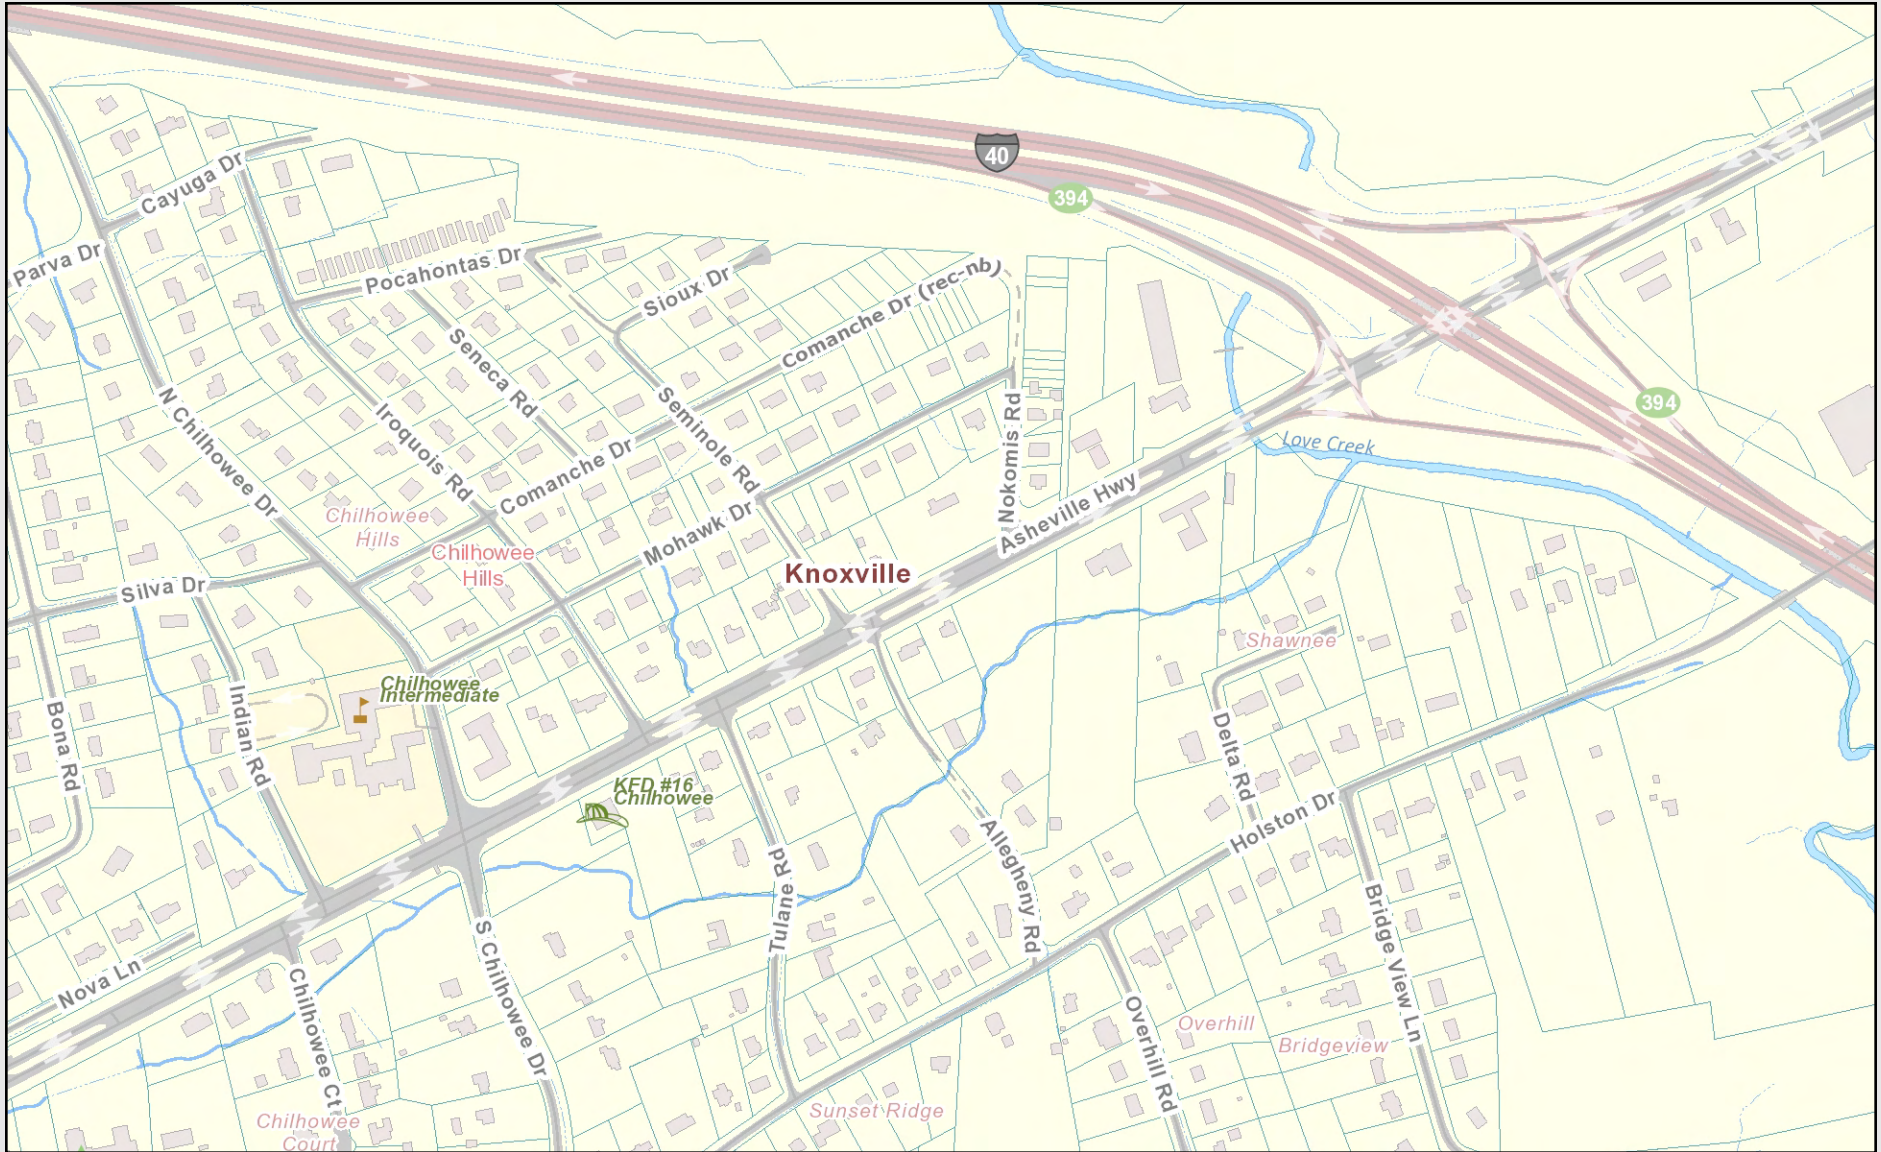 40
394
Cayuga Dr
Parva Dr
Pocahontas Dr
Sioux Dr
Comanche Dr (rec-nb)
Seneca Rd
394
N Chilhowee Dr
Iroquois Rd
Seminole Rd
Nokomis Rd
Love Creek
Comanche Dr
Asheville Hwy
Chilhowee
Hills
Mohawk Dr
Chilhowee
Hills
Knoxville
Silva Dr
Shawnee
Chilhowee
Intermediate
Bona Rd
Indian Rd
Delta Rd
KFD #16
Chilhowee
Holston Dr
Allegheny Rd
Tulane Rd
Bridge View Ln
S Chilhowee Dr
Nova Ln
Chilhowee Ct
Overhill Rd
Overhill
Bridgeview
Sunset Ridge
Chilhowee
Court